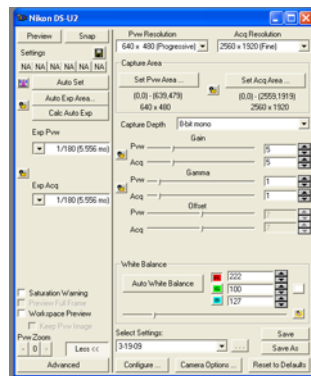 Nikon DS-U2
Preview Snap
Settings
NA NA NA NA NA NA
Auto Set
Auto Exp Area...
Calc Auto Exp
Exp Pvw
1/180 (5.556 ms)
Exp Acq
1/180 (5.556 ms)
Saturation Warning
Preview Full Frame
Workspace Preview
Keep Pvw Image
Pvw Zoom
- 0 + Less <<
Advanced
Pvw Resolution Acq Resolution
640 x 480 (Progressive) 2560 x 1920 (Fine)
Capture Area
Set Pvw Area ... Set Acq Area ...
(0,0) - (639,479) (0,0) - (2559,1919)
640 x 480 2560 x 1920
Capture Depth 8-bit mono
Gain
Pvw 5
Acq 5
Gamma
Pvw 1
Acq 1
Offset
Pvw
Acq
White Balance
Auto White Balance
222
100
127
Select Settings: Save
3-19-09 ... Save As
Configure ... Camera Options ... Reset to Defaults